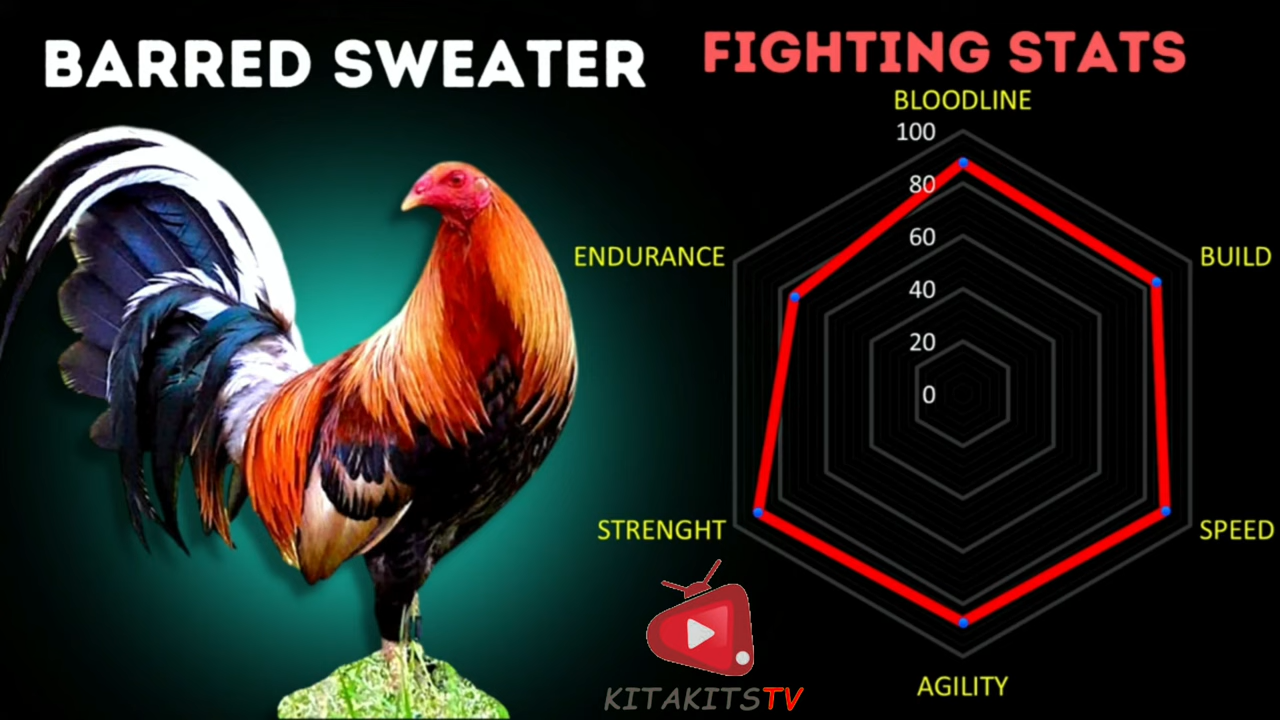 BARRED SWEATER
FIGHTING STATS
BLOODLINE
100
80
60
40
20
0
ENDURANCE
BUILD
STRENGHT
SPEED
AGILITY
KITAKITSTV